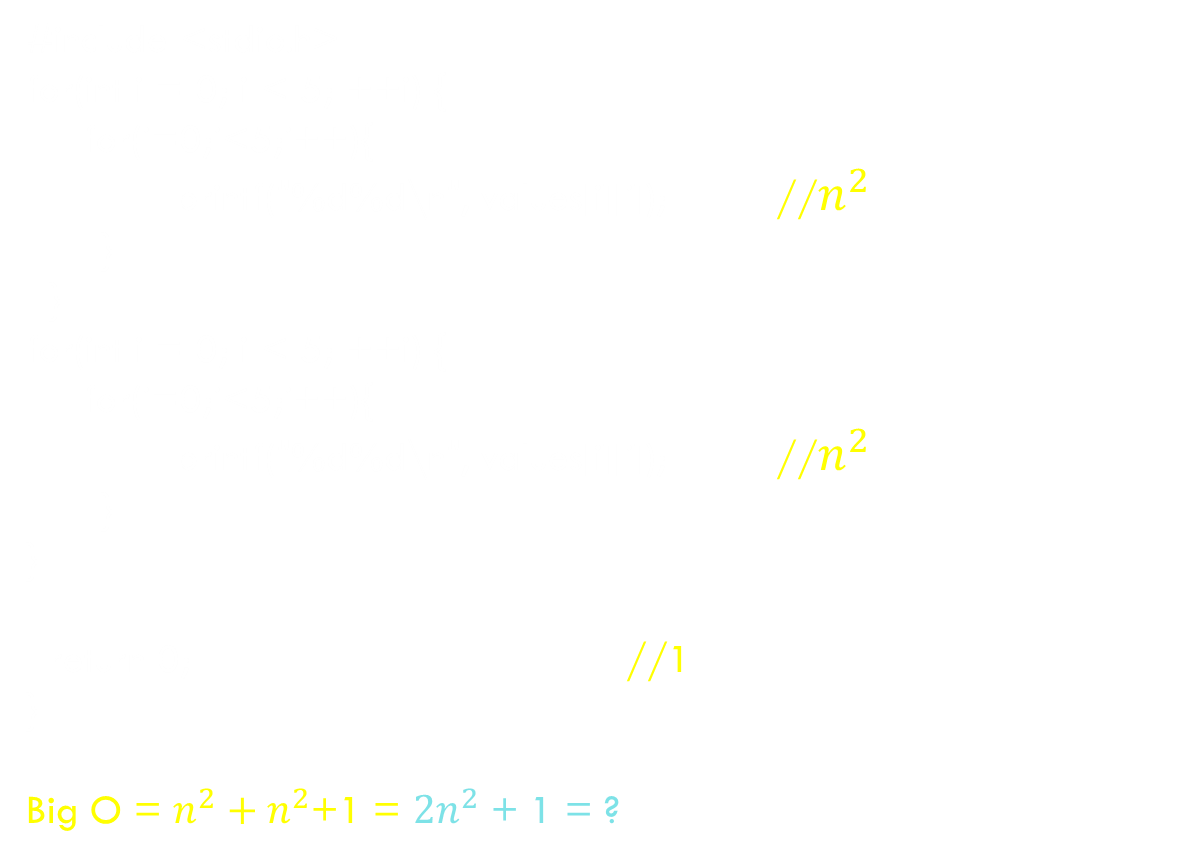 //n²
//n²
//1
Big O = n² + n²+1 = 2n² + 1 = ?